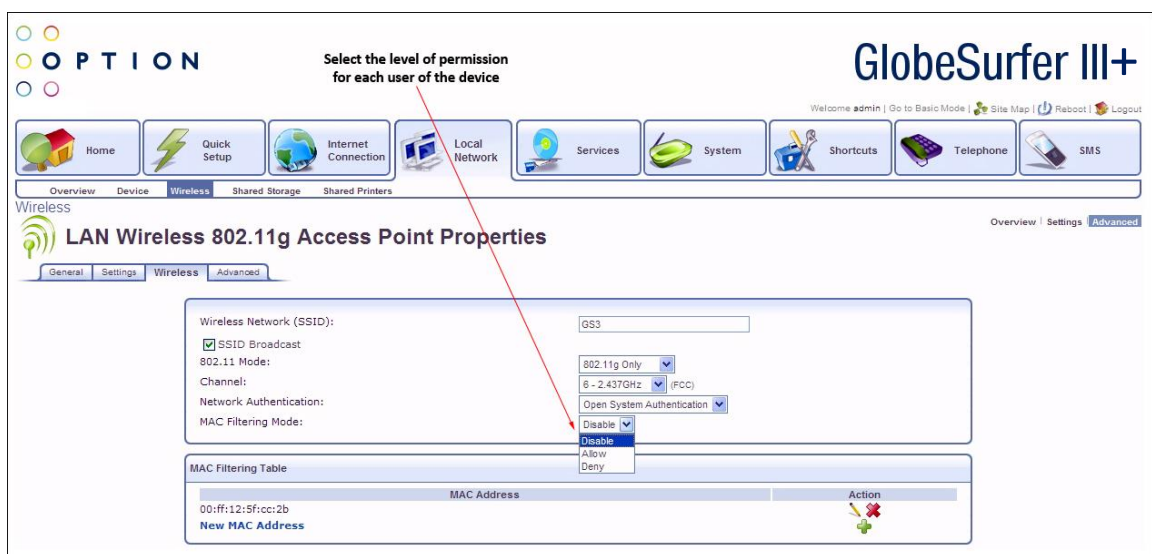 OPTION
Select the level of permission
for each user of the device
GlobeSurfer III+
Welcome admin | Go to Basic Mode | Site Map | Reboot | Logout
Home
Quick Setup
Internet Connection
Local Network
Services
System
Shortcuts
Telephone
SMS
Overview Device Wireless Shared Storage Shared Printers
Wireless
Overview | Settings | Advanced
LAN Wireless 802.11g Access Point Properties
General Settings Wireless Advanced
Wireless Network (SSID): GS3
SSID Broadcast
802.11 Mode: 802.11g Only
Channel: 6 - 2.437GHz (FCC)
Network Authentication: Open System Authentication
MAC Filtering Mode: Disable
Disable
Allow
Deny
MAC Filtering Table
MAC Address Action
00:ff:12:5f:cc:2b
New MAC Address